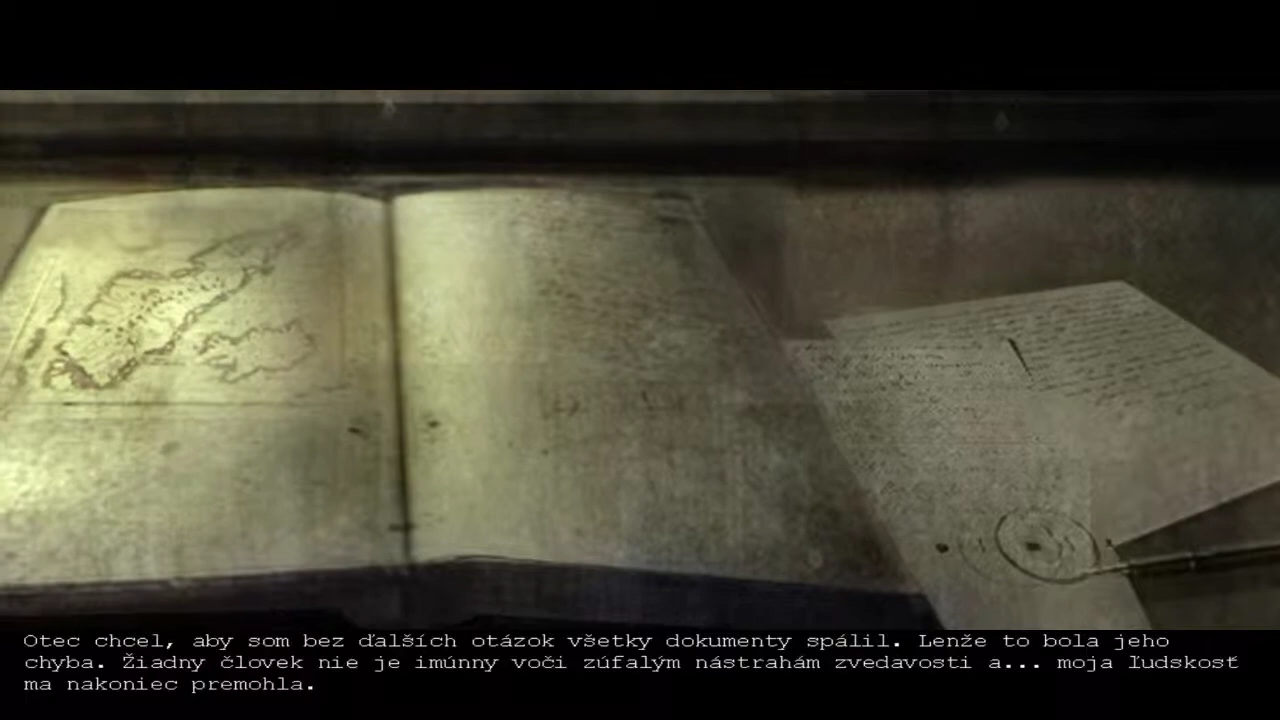 Otec chcel, aby som bez ďalších otázok všetky dokumenty spálil. Lenže to bola jeho
chyba. Žiadny človek nie je imúnny voči zúfalým nástrahám zvedavosti a... moja ľudskosť
ma nakoniec premohla.